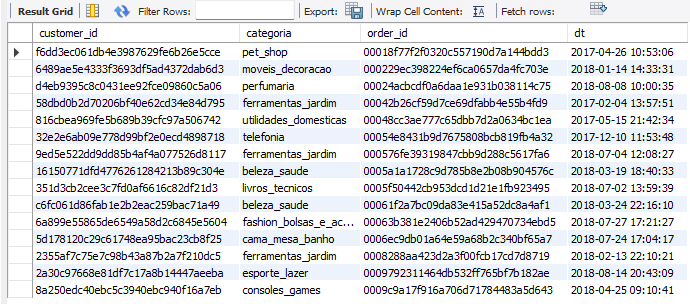 Result Grid Filter Rows: Export: Wrap Cell Content: Fetch rows:
customer_id categoria order_id dt
f6dd3ec061db4e3987629fe6b26e5cce pet_shop 00018f77f2f0320c557190d7a144bdd3 2017-04-26 10:53:06
6489ae5e4333f3693df5ad4372dab6d3 moveis_decoracao 000229ec398224ef6ca0657da4fc703e 2018-01-14 14:33:31
d4eb9395c8c0431ee92fce09860c5a06 perfumaria 00024acbcdf0a6daa1e931b038114c75 2018-08-08 10:00:35
58dbd0b2d70206bf40e62cd34e84d795 ferramentas_jardim 00042b26cf59d7ce69dfabb4e55b4fd9 2017-02-04 13:57:51
816cbea969fe5b689b39cfc97a506742 utilidades_domesticas 00048cc3ae777c65dbb7d2a0634bc1ea 2017-05-15 21:42:34
32e2e6ab09e778d99bf2e0ecd4898718 telefonia 00054e8431b9d7675808bcb819fb4a32 2017-12-10 11:53:48
9ed5e522dd9dd85b4af4a077526d8117 ferramentas_jardim 000576fe39319847cbb9d288c5617fa6 2018-07-04 12:08:27
16150771dfd4776261284213b89c304e beleza_saude 0005a1a1728c9d785b8e2b08b904576c 2018-03-19 18:40:33
351d3cb2cee3c7fd0af6616c82df21d3 livros_tecnicos 0005f50442cb953dcd1d21e1fb923495 2018-07-02 13:59:39
c6fc061d86fab1e2b2eac259bac71a49 beleza_saude 00061f2a7bc09da83e415a52dc8a4af1 2018-03-24 22:16:10
6a899e55865de6549a58d2c6845e5604 fashion_bolsas_e_ac... 00063b381e2406b52ad429470734ebd5 2018-07-27 17:21:27
5d178120c29c61748ea95bac23cb8f25 cama_mesa_banho 0006ec9db01a64e59a68b2c340bf65a7 2018-07-24 17:04:17
2355af7c75e7c98b43a87b2a7f210dc5 ferramentas_jardim 0008288aa423d2a3f00fcb17cd7d8719 2018-02-13 22:10:21
2a30c97668e81df7c17a8b14447aeeba esporte_lazer 0009792311464db532ff765bf7b182ae 2018-08-14 20:43:09
8a250edc40ebc5c3940ebc940f16a7eb consoles_games 0009c9a17f916a706d71784483a5d643 2018-04-25 09:10:41